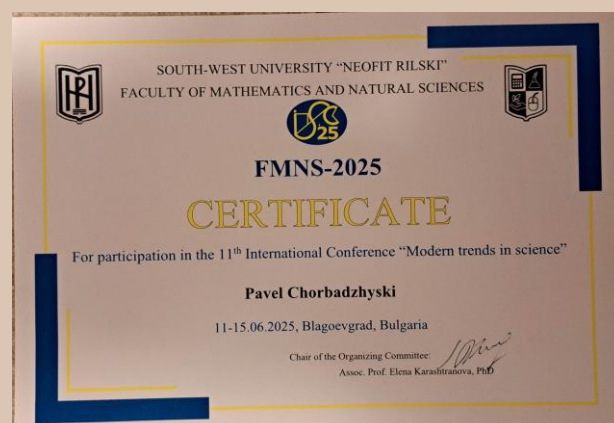 SOUTH-WEST UNIVERSITY “NEOFIT RILSKI”
FACULTY OF MATHEMATICS AND NATURAL SCIENCES
25
FMNS-2025
CERTIFICATE
For participation in the 11th International Conference “Modern trends in science”
Pavel Chorbadzhyski
11-15.06.2025, Blagoevgrad, Bulgaria
Chair of the Organizing Committee:
Assoc. Prof. Elena Karashtranova, PhD